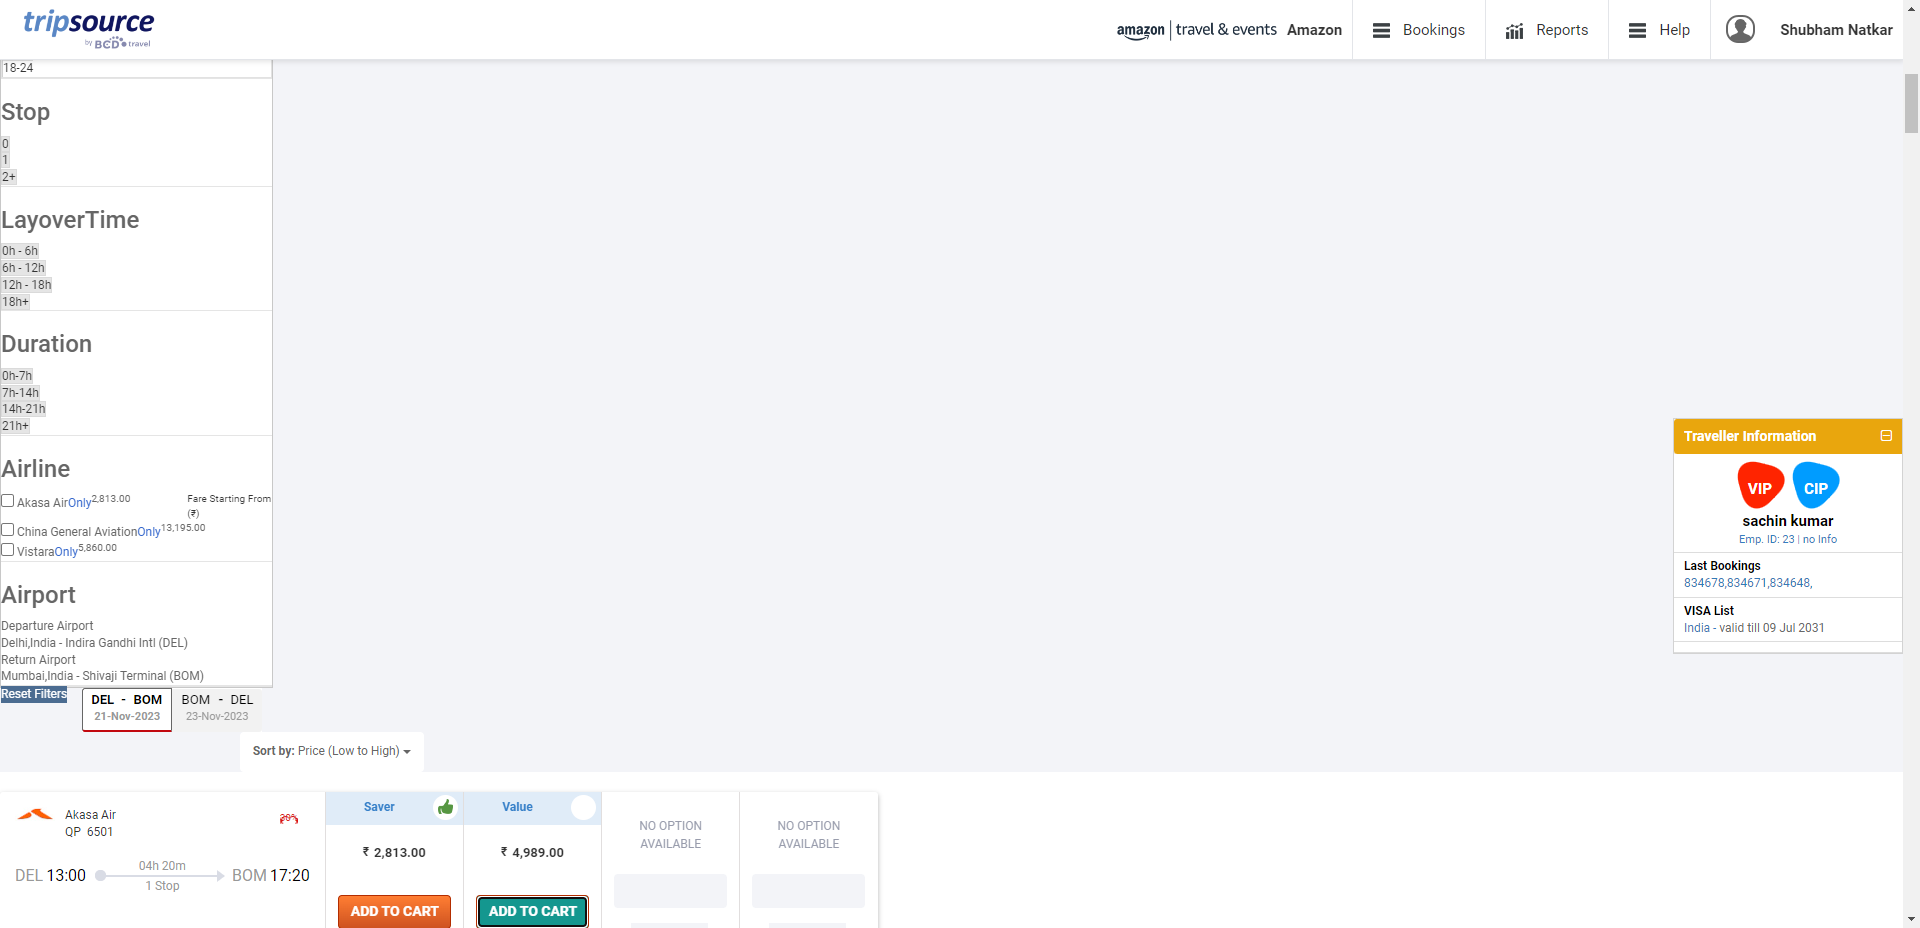 tripsource
by BCD travel
amazon | travel & events Amazon
Bookings
Reports
Help
Shubham Natkar
18-24
Stop
0
1
2+
LayoverTime
0h - 6h
6h - 12h
12h - 18h
18h+
Duration
0h-7h
7h-14h
14h-21h
21h+
Airline
Akasa AirOnly2,813.00 Fare Starting From
(₹)
China General AviationOnly13,195.00
VistaraOnly5,860.00
Airport
Departure Airport
Delhi,India - Indira Gandhi Intl (DEL)
Return Airport
Mumbai,India - Shivaji Terminal (BOM)
Reset Filters
DEL - BOM
21-Nov-2023
BOM - DEL
23-Nov-2023
Sort by: Price (Low to High)
Akasa Air
QP 6501
DEL 13:00
04h 20m
1 Stop
BOM 17:20
Saver
₹ 2,813.00
ADD TO CART
Value
₹ 4,989.00
ADD TO CART
NO OPTION
AVAILABLE
NO OPTION
AVAILABLE
Traveller Information
VIP
CIP
sachin kumar
Emp. ID: 23 | no Info
Last Bookings
834678,834671,834648,
VISA List
India - valid till 09 Jul 2031